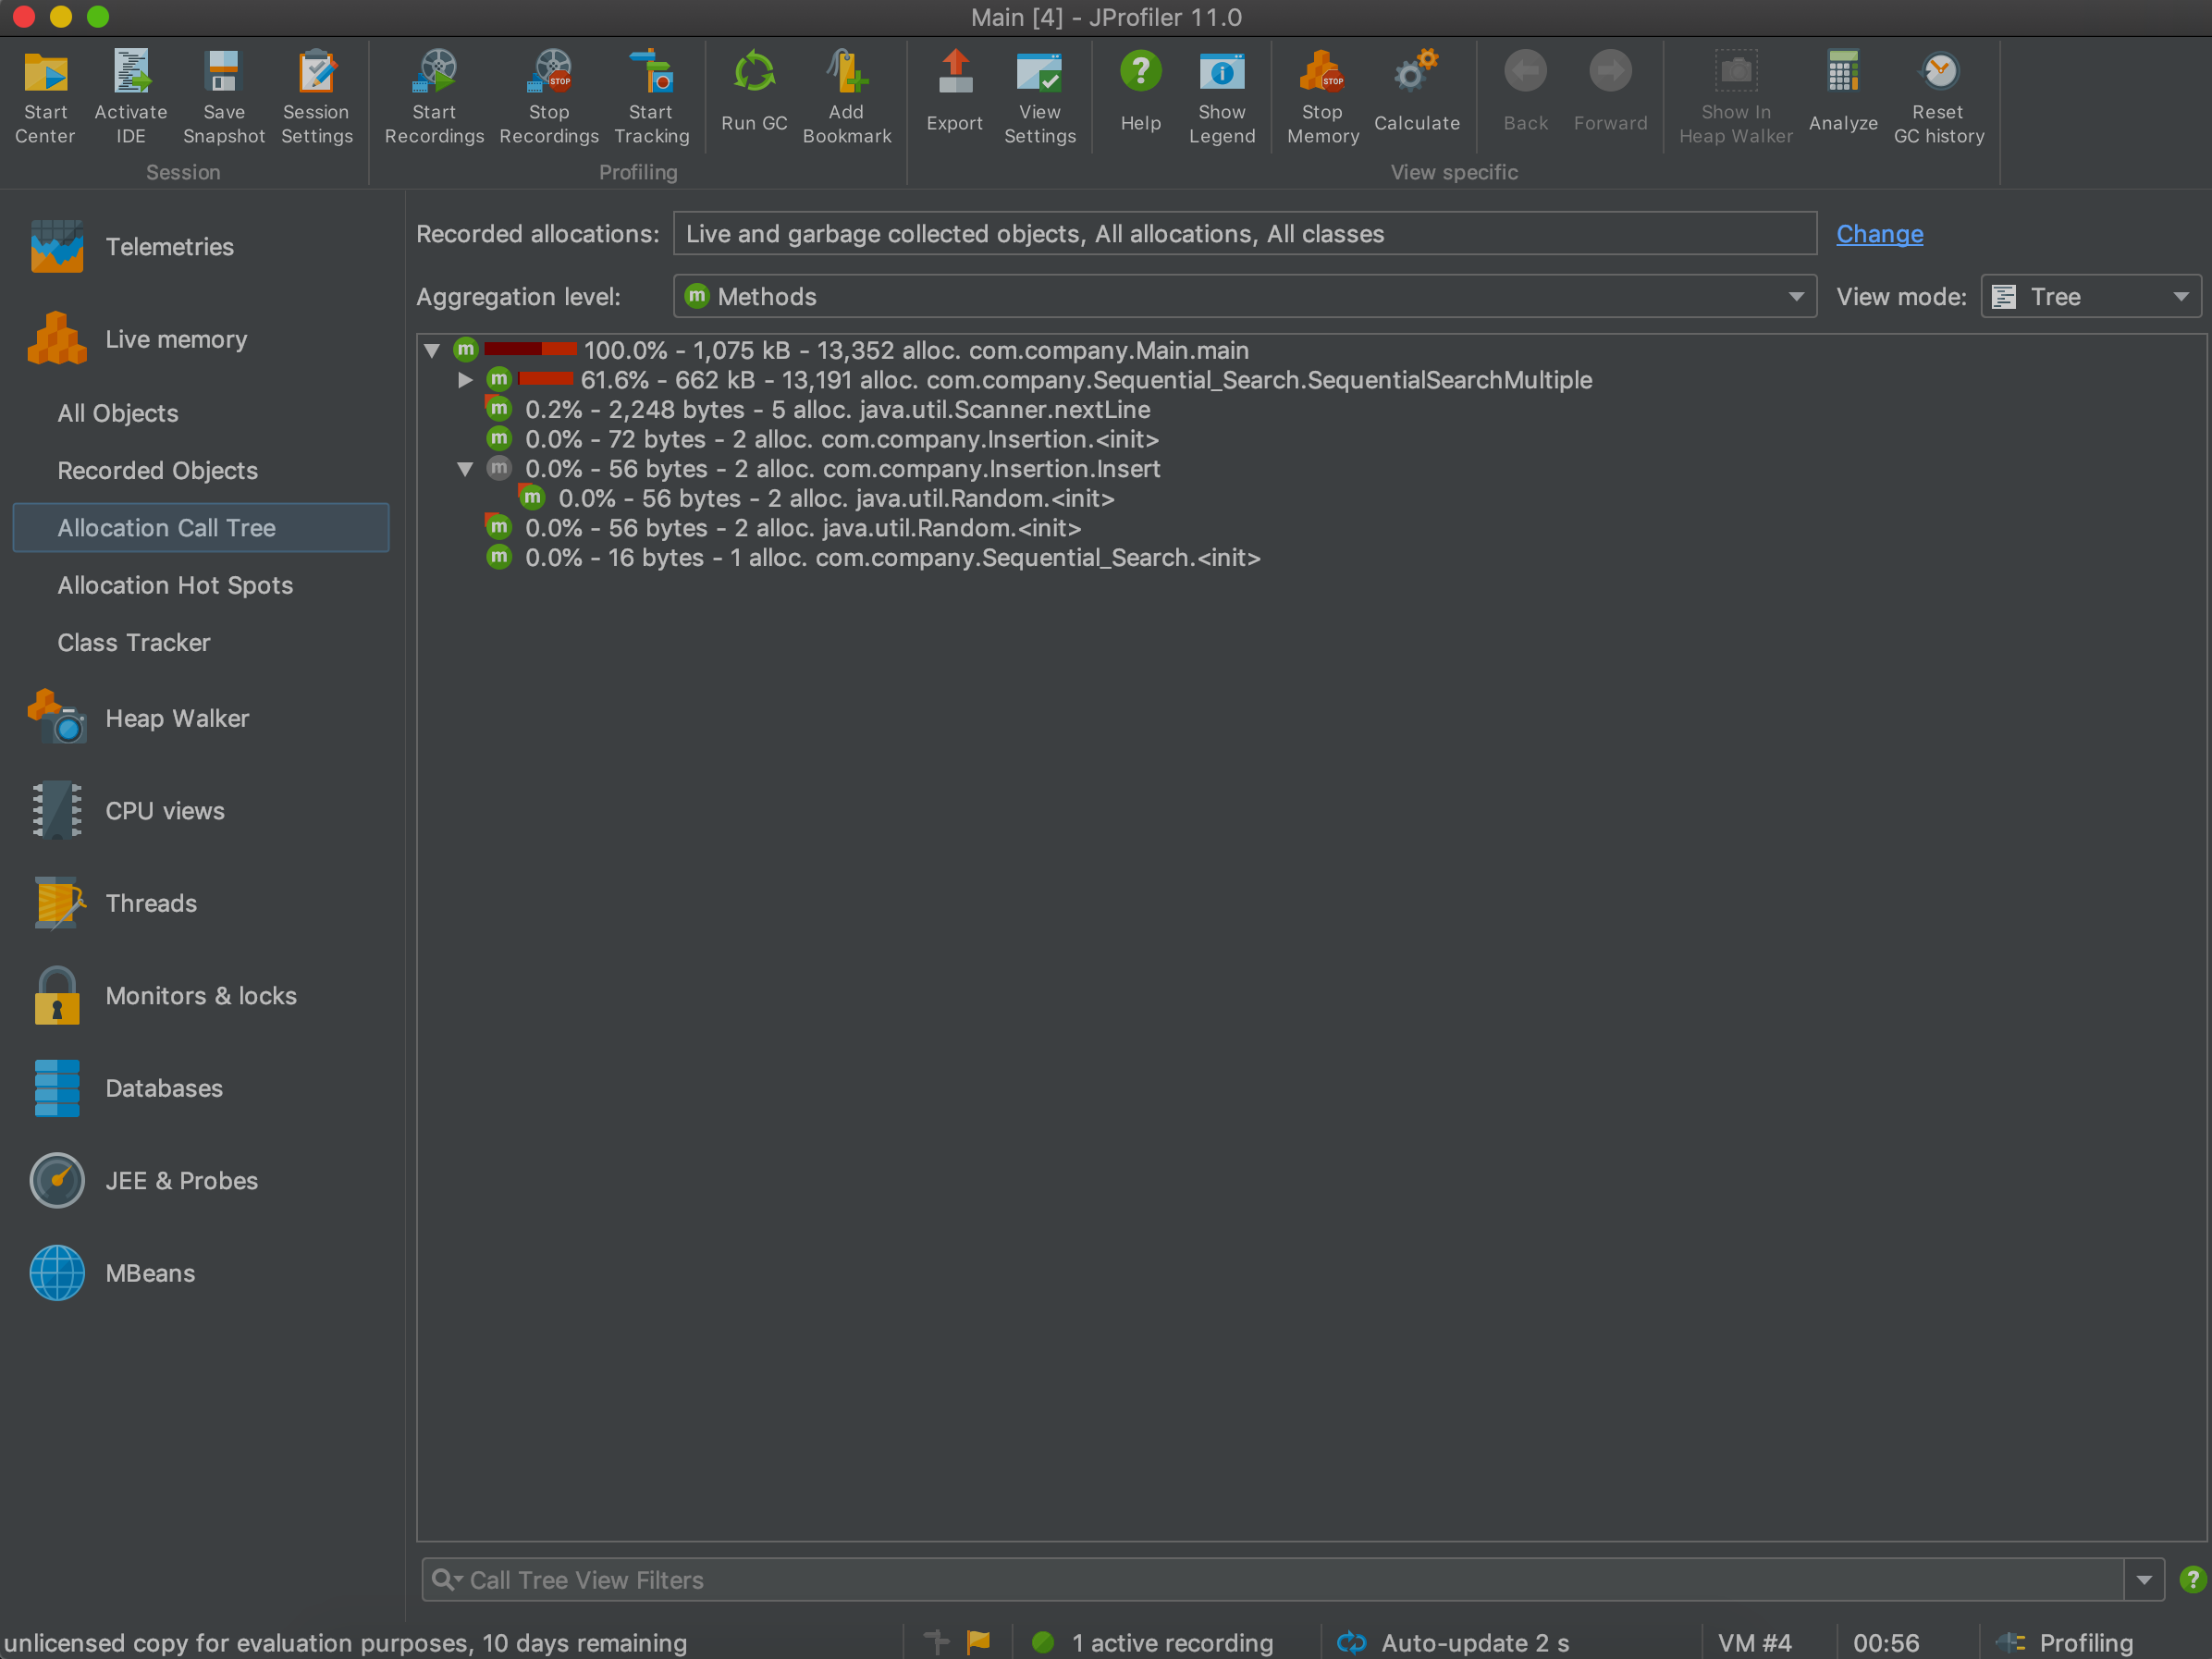 Main [4] - JProfiler 11.0
Start Center
Activate IDE
Save Snapshot
Session Settings
Start Recordings
Stop Recordings
Start Tracking
Run GC
Add Bookmark
Export
View Settings
Help
Show Legend
Stop Memory
Calculate
Back
Forward
Show In Heap Walker
Analyze
Reset GC history
Session
Profiling
View specific
Telemetries
Live memory
All Objects
Recorded Objects
Allocation Call Tree
Allocation Hot Spots
Class Tracker
Heap Walker
CPU views
Threads
Monitors & locks
Databases
JEE & Probes
MBeans
Recorded allocations: Live and garbage collected objects, All allocations, All classes Change
Aggregation level: m Methods View mode: Tree
m 100.0% - 1,075 kB - 13,352 alloc. com.company.Main.main
m 61.6% - 662 kB - 13,191 alloc. com.company.Sequential_Search.SequentialSearchMultiple
m 0.2% - 2,248 bytes - 5 alloc. java.util.Scanner.nextLine
m 0.0% - 72 bytes - 2 alloc. com.company.Insertion.<init>
m 0.0% - 56 bytes - 2 alloc. com.company.Insertion.Insert
m 0.0% - 56 bytes - 2 alloc. java.util.Random.<init>
m 0.0% - 56 bytes - 2 alloc. java.util.Random.<init>
m 0.0% - 16 bytes - 1 alloc. com.company.Sequential_Search.<init>
Call Tree View Filters
unlicensed copy for evaluation purposes, 10 days remaining
1 active recording
Auto-update 2 s
VM #4
00:56
Profiling